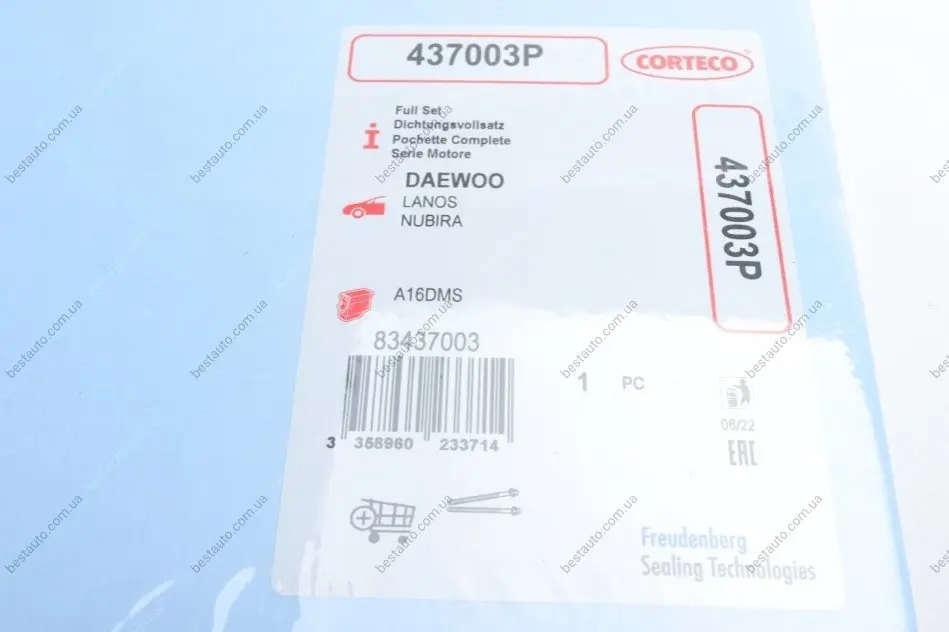 437003P
CORTECO
i
Full Set
Dichtungsvollsatz
Pochette Complete
Serie Motore
DAEWOO
LANOS
NUBIRA
437003P
A16DMS
83437003
1 PC
3 358960 233714
06/22
EAC
Freudenberg
Sealing Technologies
bestauto.com.ua